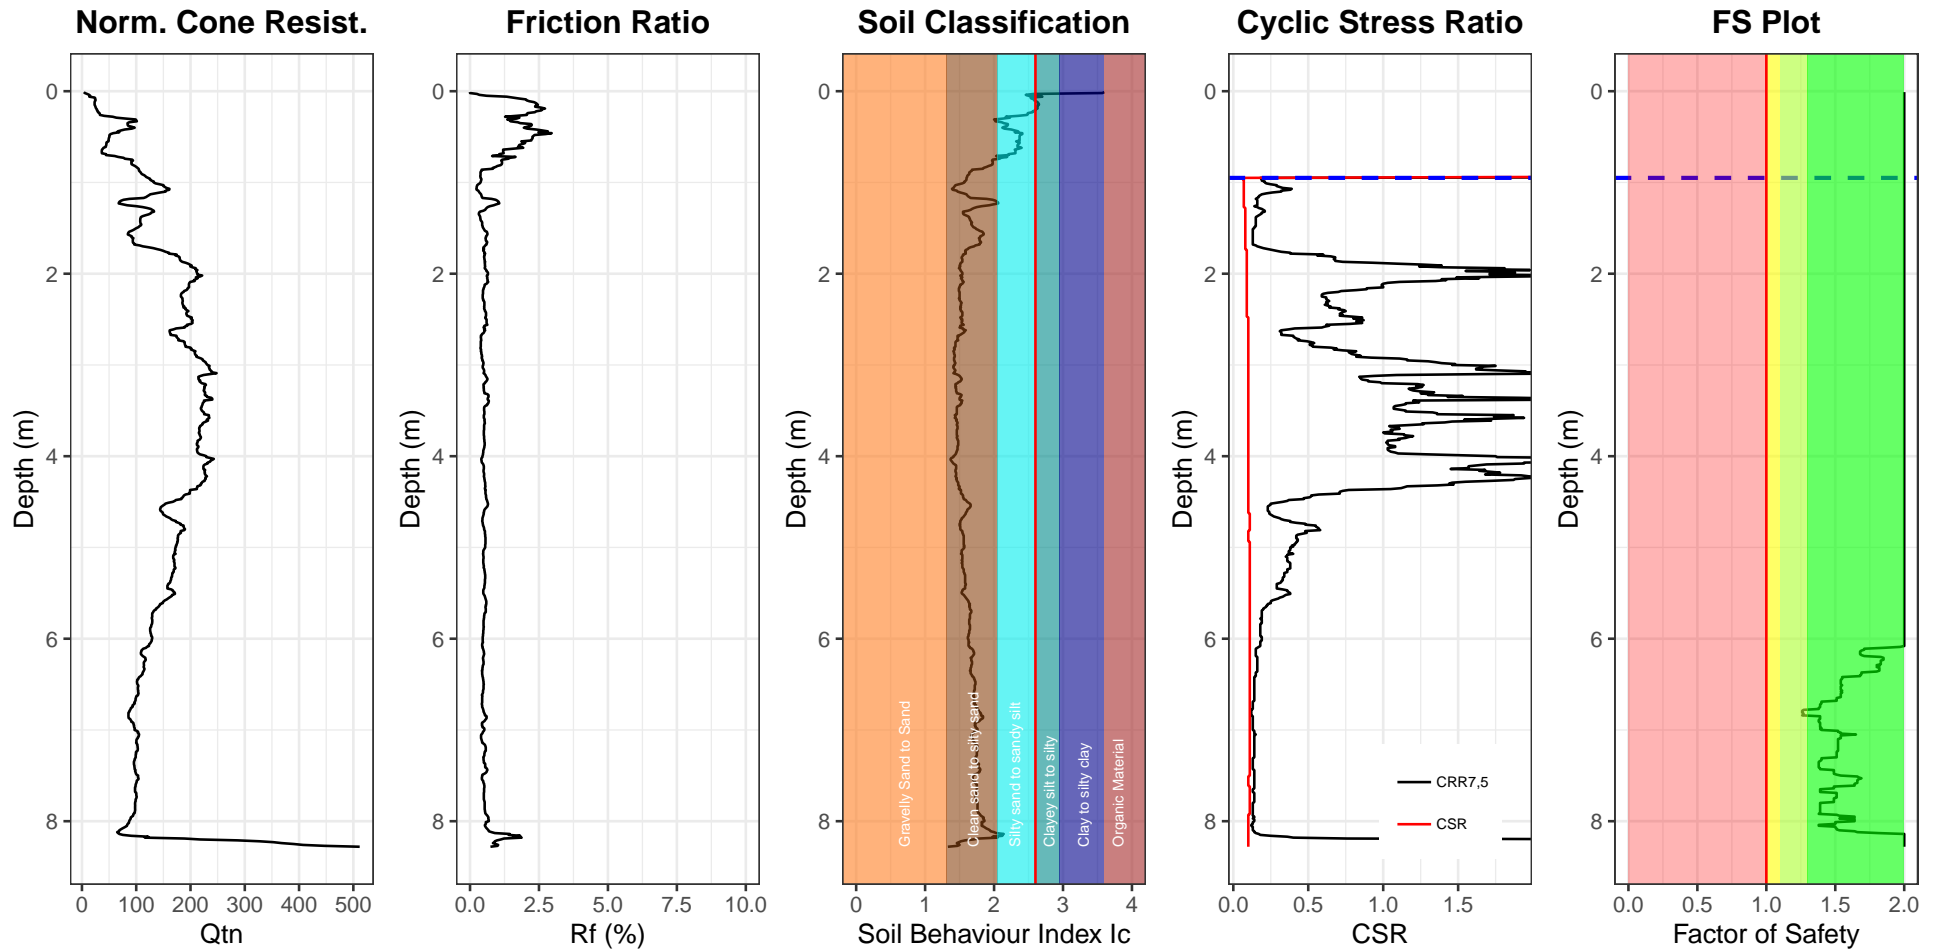 Norm. Cone Resist.
Friction Ratio
Soil Classification
Cyclic Stress Ratio
FS Plot
Depth (m)
0
2
4
6
8
0 100 200 300 400 500
Qtn
Depth (m)
0
2
4
6
8
0.0 2.5 5.0 7.5 10.0
Rf (%)
Depth (m)
0
2
4
6
8
Gravelly Sand to Sand
Clean sand to silty sand
Silty sand to sandy silt
Clayey silt to silty
Clay to silty clay
Organic Material
0 1 2 3 4
Soil Behaviour Index Ic
Depth (m)
0
2
4
6
8
CRR7,5
CSR
0.0 0.5 1.0 1.5
CSR
Depth (m)
0
2
4
6
8
0.0 0.5 1.0 1.5 2.0
Factor of Safety